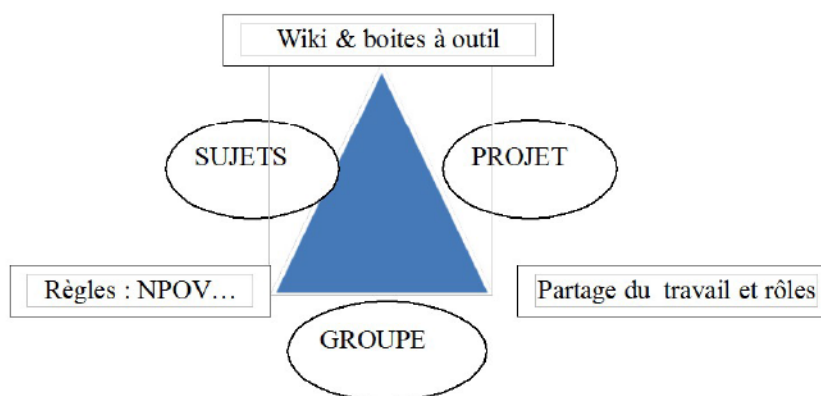 Wiki & boites à outil
SUJETS
PROJET
Règles : NPOV…
Partage du travail et rôles
GROUPE